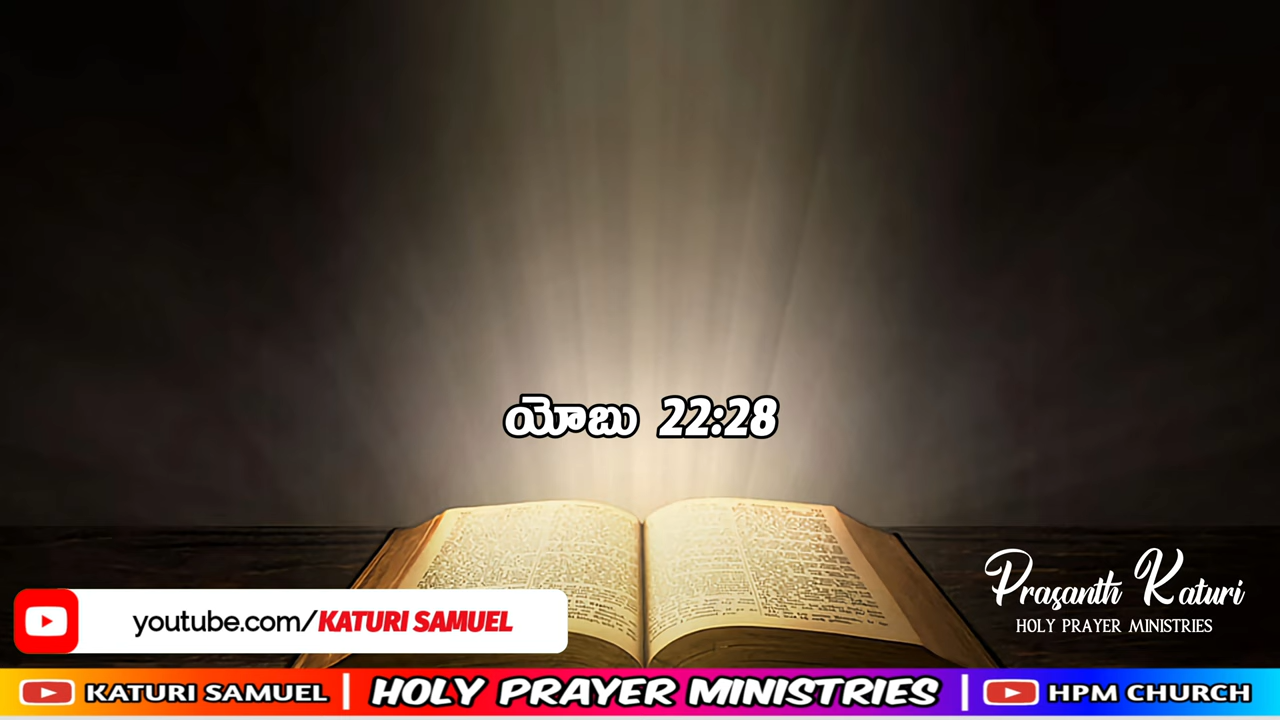 యోబు 22:28
Prasanth Katuri
HOLY PRAYER MINISTRIES
youtube.com/KATURI SAMUEL
KATURI SAMUEL | HOLY PRAYER MINISTRIES | HPM CHURCH